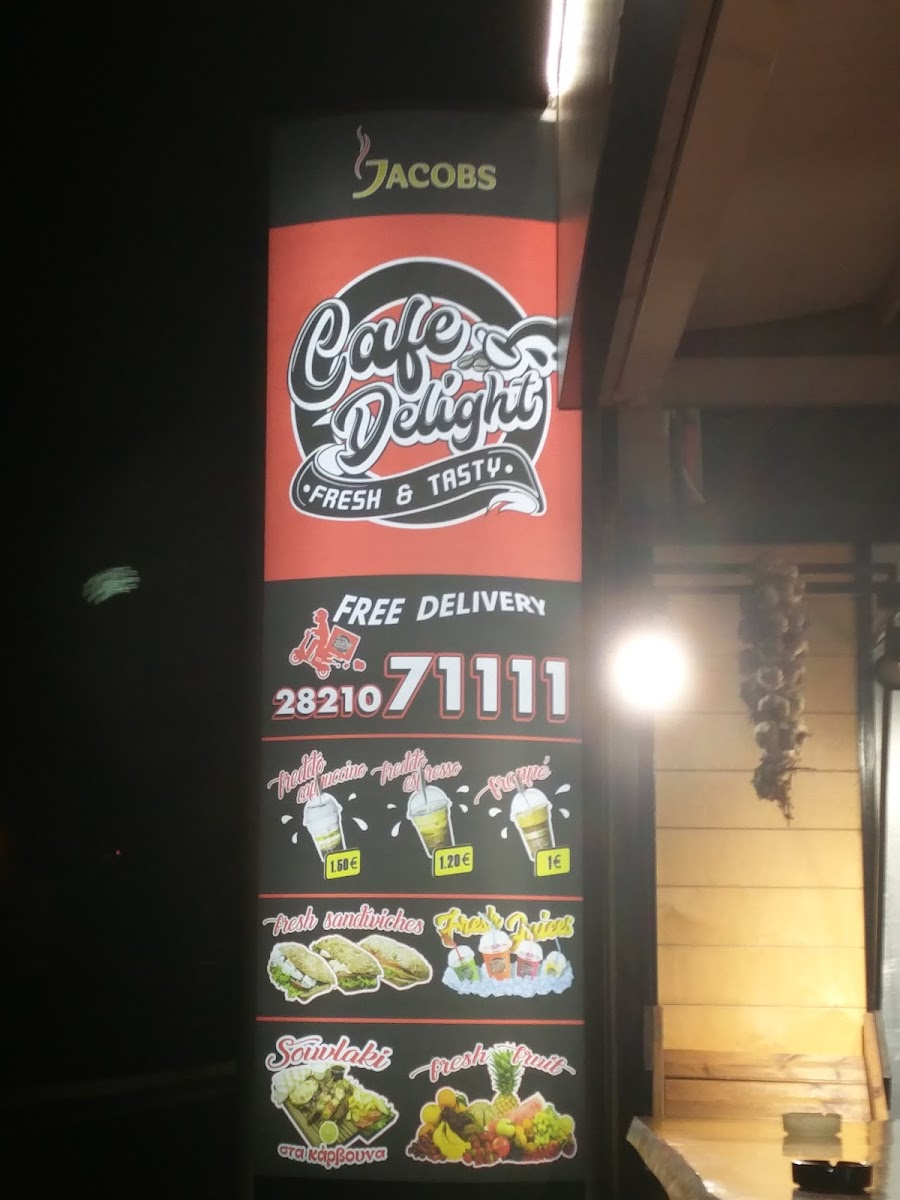 JACOBS
Cafe
Delight
• FRESH & TASTY •
FREE DELIVERY
28210 71111
freddo cappuccino
freddo espresso
frappé
1.50€
1.20€
1€
fresh sandwiches
Fresh Juices
Souvlaki
στα κάρβουνα
fresh fruit